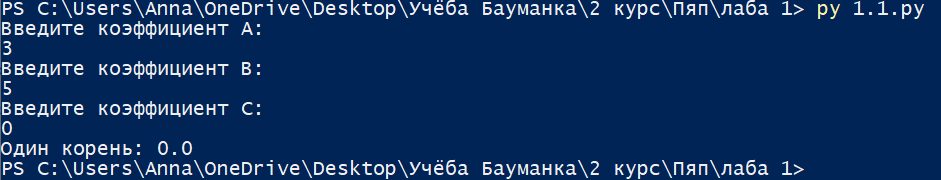 PS C:\Users\Anna\OneDrive\Desktop\Учёба Бауманка\2 курс\Пяп\лаба 1> py 1.1.py
Введите коэффициент A:
3
Введите коэффициент B:
5
Введите коэффициент C:
0
Один корень: 0.0
PS C:\Users\Anna\OneDrive\Desktop\Учёба Бауманка\2 курс\Пяп\лаба 1>